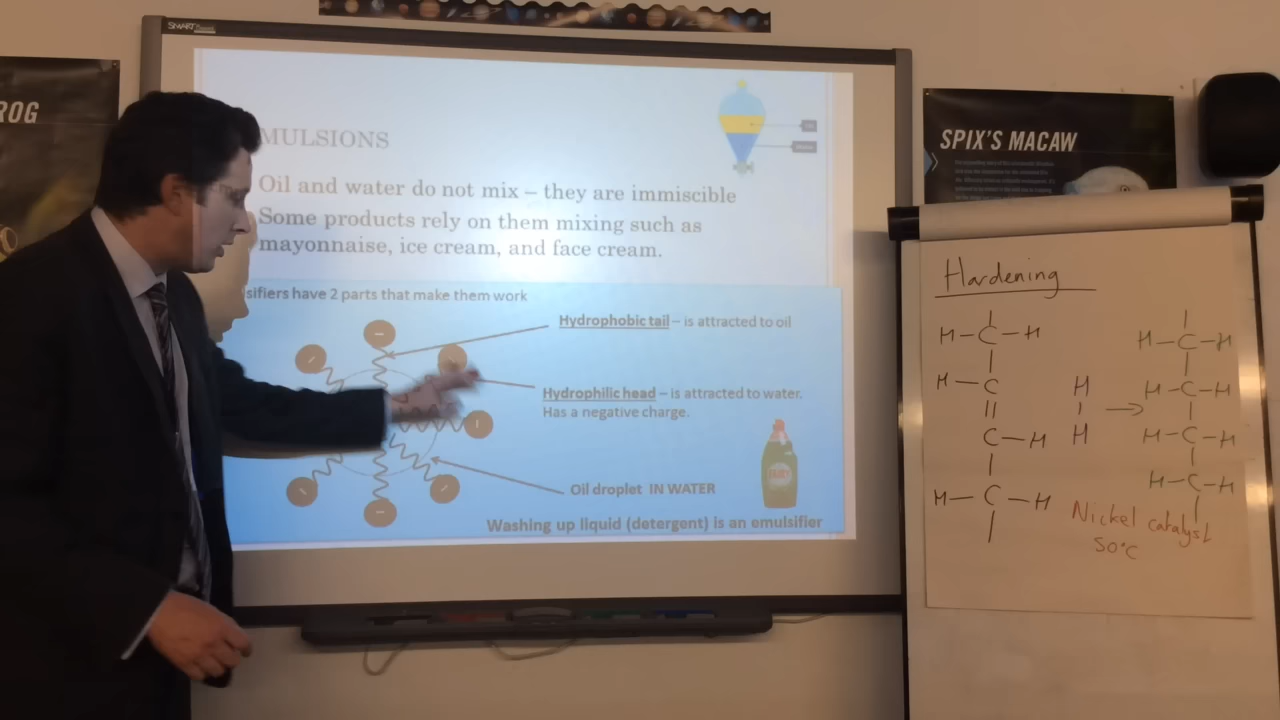 SMART
ROG
MULSIONS
Oil and water do not mix – they are immiscible
Some products rely on them mixing such as
mayonnaise, ice cream, and face cream.
sifiers have 2 parts that make them work
Hydrophobic tail – is attracted to oil
Hydrophilic head – is attracted to water.
Has a negative charge.
Oil droplet IN WATER
Washing up liquid (detergent) is an emulsifier
SPIX'S MACAW
Hardening
H–C–H
H–C
H
C–H
H
H–C–H
→
H–C–H
H–C–H
H–C–H
H–C–H
Nickel catalyst
50°C